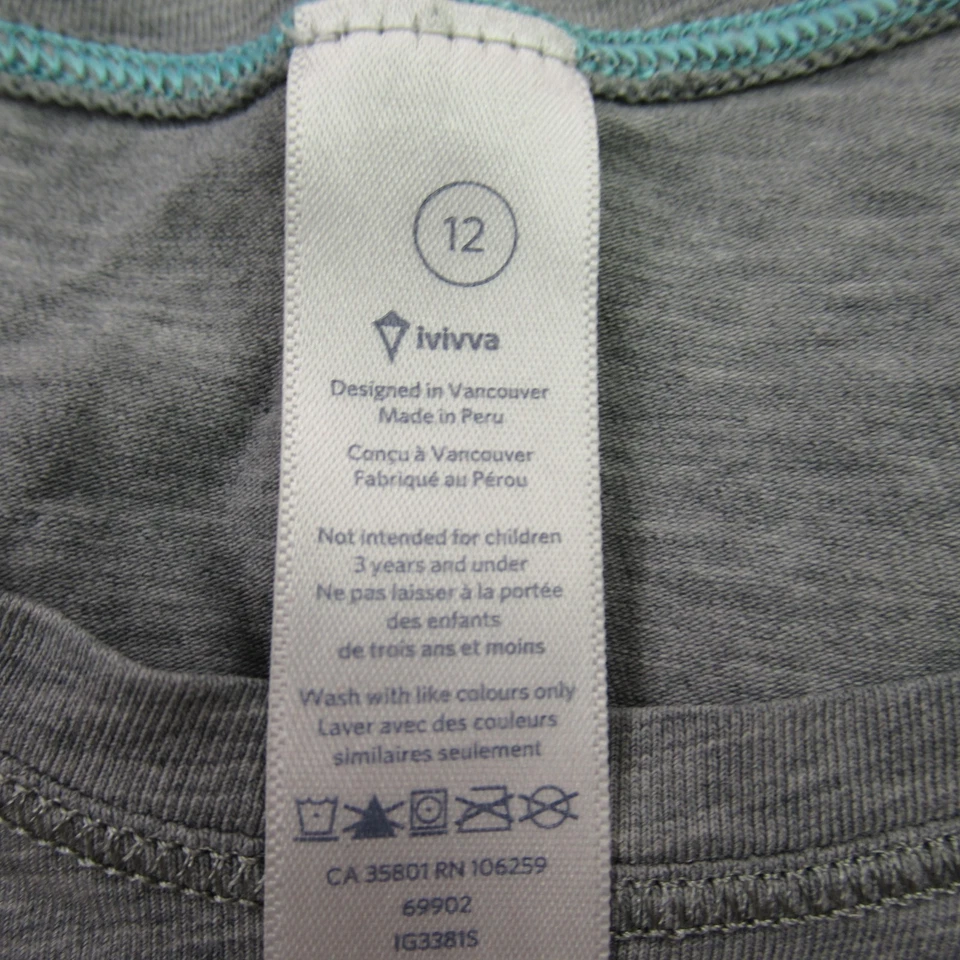 12
ivivva
Designed in Vancouver
Made in Peru
Conçu à Vancouver
Fabriqué au Pérou
Not intended for children
3 years and under
Ne pas laisser à la portée
des enfants
de trois ans et moins
Wash with like colours only
Laver avec des couleurs
similaires seulement
CA 35801 RN 106259
69902
IG3381S